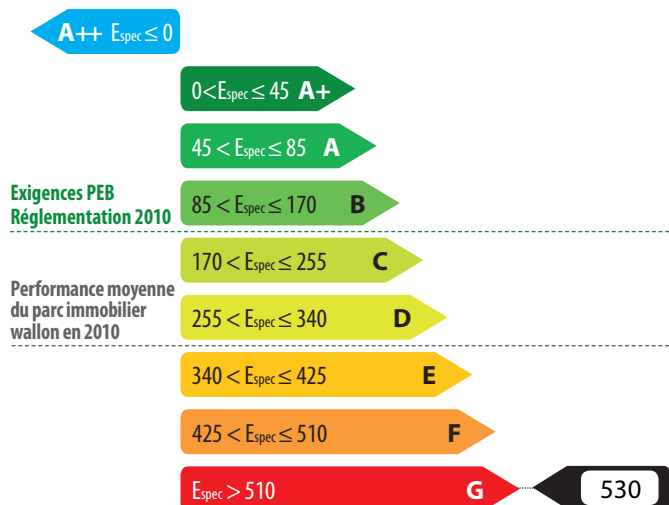 A++ Espec ≤ 0
0<Espec ≤ 45 A+
45 < Espec ≤ 85 A
Exigences PEB
Réglementation 2010
85 < Espec ≤ 170 B
170 < Espec ≤ 255 C
Performance moyenne
du parc immobilier
wallon en 2010
255 < Espec ≤ 340 D
340 < Espec ≤ 425 E
425 < Espec ≤ 510 F
Espec > 510 G 530